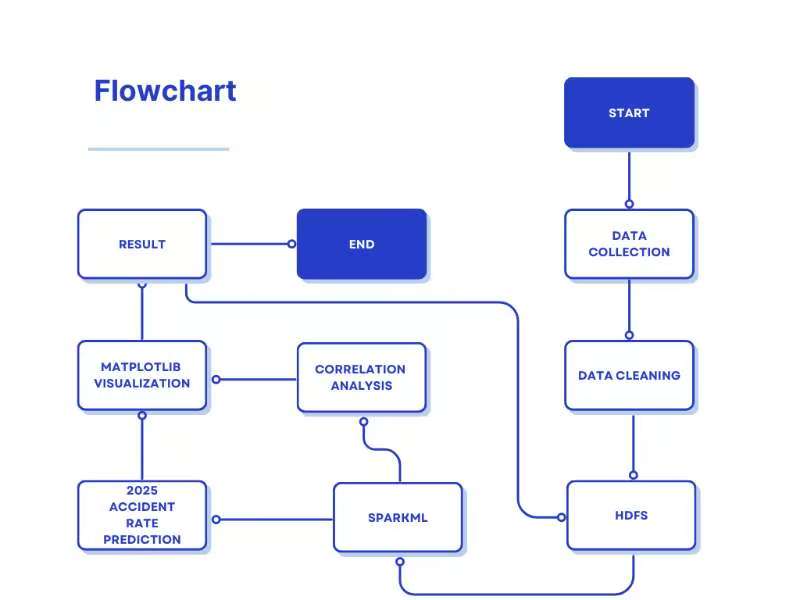 Flowchart
START
RESULT
END
DATA
COLLECTION
MATPLOTLIB
VISUALIZATION
CORRELATION
ANALYSIS
DATA CLEANING
2025
ACCIDENT
RATE
PREDICTION
SPARKML
HDFS